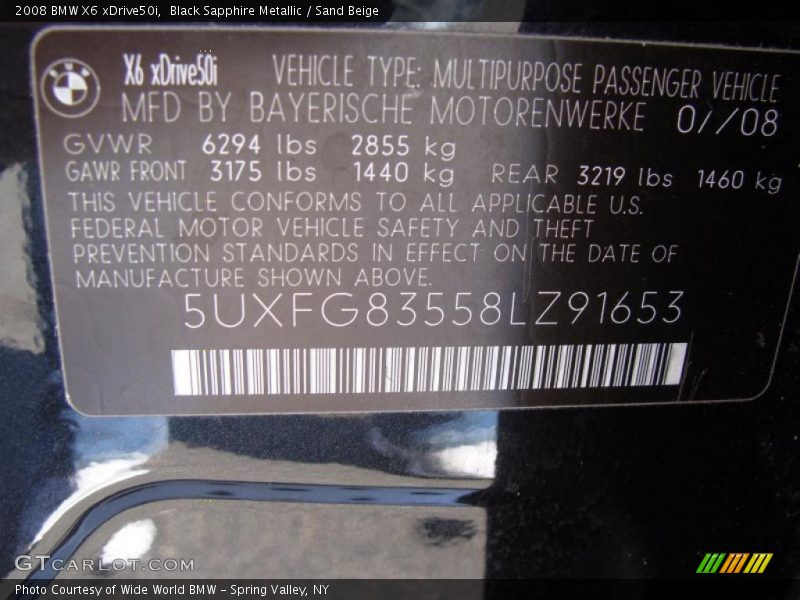 2008 BMW X6 xDrive50i, Black Sapphire Metallic / Sand Beige
BMW
X6 xDrive50i VEHICLE TYPE: MULTIPURPOSE PASSENGER VEHICLE
MFD BY BAYERISCHE MOTORENWERKE 07/08
GVWR 6294 lbs 2855 kg
GAWR FRONT 3175 lbs 1440 kg REAR 3219 lbs 1460 kg
THIS VEHICLE CONFORMS TO ALL APPLICABLE U.S.
FEDERAL MOTOR VEHICLE SAFETY AND THEFT
PREVENTION STANDARDS IN EFFECT ON THE DATE OF
MANUFACTURE SHOWN ABOVE.
5UXFG83558LZ91653
GTCARLOT.COM
Photo Courtesy of Wide World BMW - Spring Valley, NY